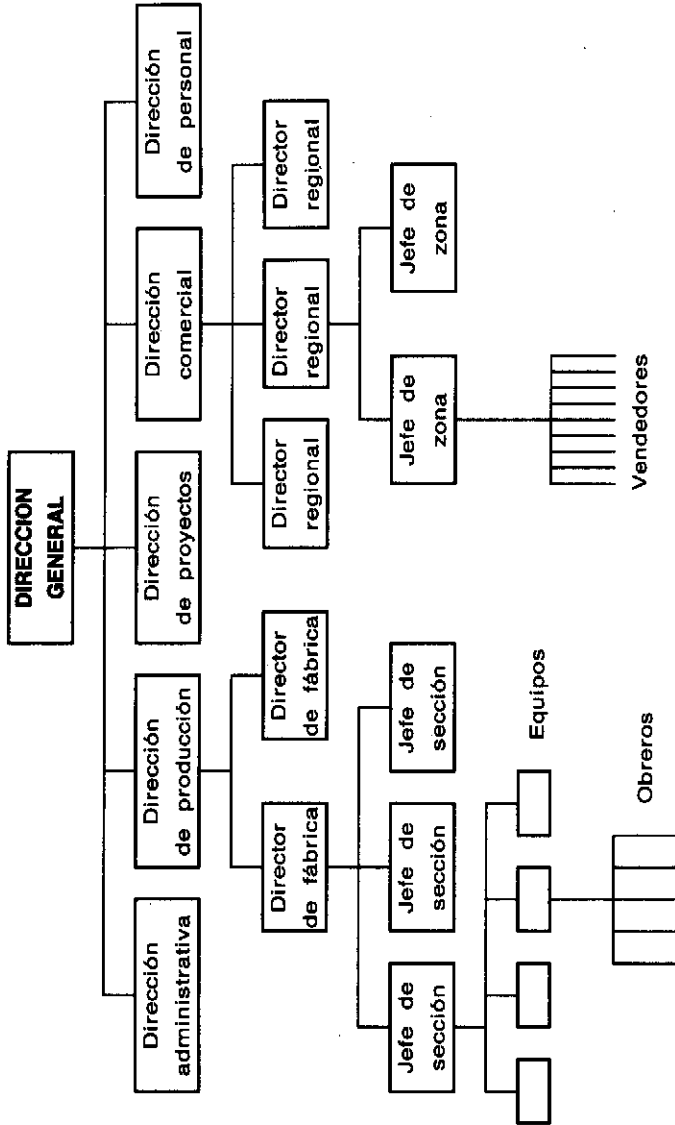 DIRECCION
GENERAL
Dirección
administrativa
Dirección
de producción
Dirección
de proyectos
Dirección
comercial
Dirección
de personal
Director
de fábrica
Director
de fábrica
Director
regional
Director
regional
Director
regional
Jefe de
sección
Jefe de
sección
Jefe de
sección
Jefe de
zona
Jefe de
zona
Equipos
Vendedores
Obreros